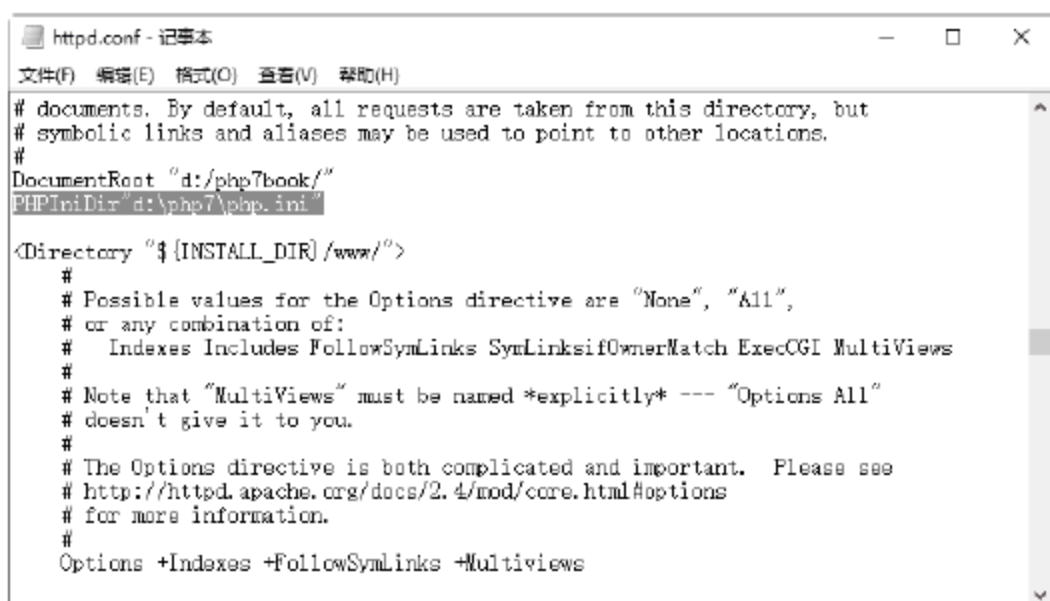 httpd.conf - 记事本
文件(F) 编辑(E) 格式(O) 查看(V) 帮助(H)
# documents. By default, all requests are taken from this directory, but
# symbolic links and aliases may be used to point to other locations.
#
DocumentRoot "d:/php7book/"
PHPIniDir"d:\php7\php.ini"
<Directory "${INSTALL_DIR}/www/">
#
# Possible values for the Options directive are "None", "All",
# or any combination of:
#   Indexes Includes FollowSymLinks SymLinksifOwnerMatch ExecCGI MultiViews
#
# Note that "MultiViews" must be named *explicitly* --- "Options All"
# doesn't give it to you.
#
# The Options directive is both complicated and important.  Please see
# http://httpd.apache.org/docs/2.4/mod/core.html#options
# for more information.
#
Options +Indexes +FollowSymLinks +Multiviews